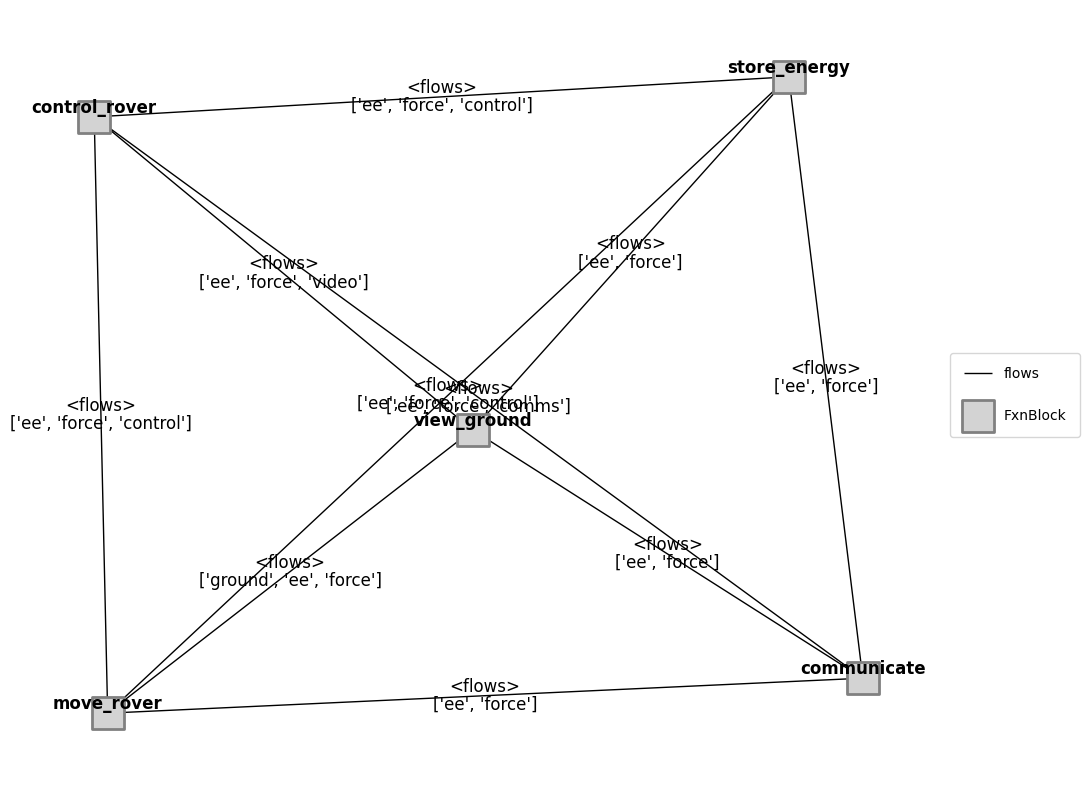 store_energy
<flows>
['ee', 'force', 'control']
control_rover
<flows>
['ee', 'force']
<flows>
['ee', 'force', 'video']
<flows>
['ee', 'force']
flows
FxnBlock
<flows>
['ee', 'force', 'control']
<flows>
['ee', 'force', 'comms']
view_ground
<flows>
['ee', 'force', 'control']
<flows>
['ee', 'force']
<flows>
['ground', 'ee', 'force']
communicate
<flows>
['ee', 'force']
move_rover